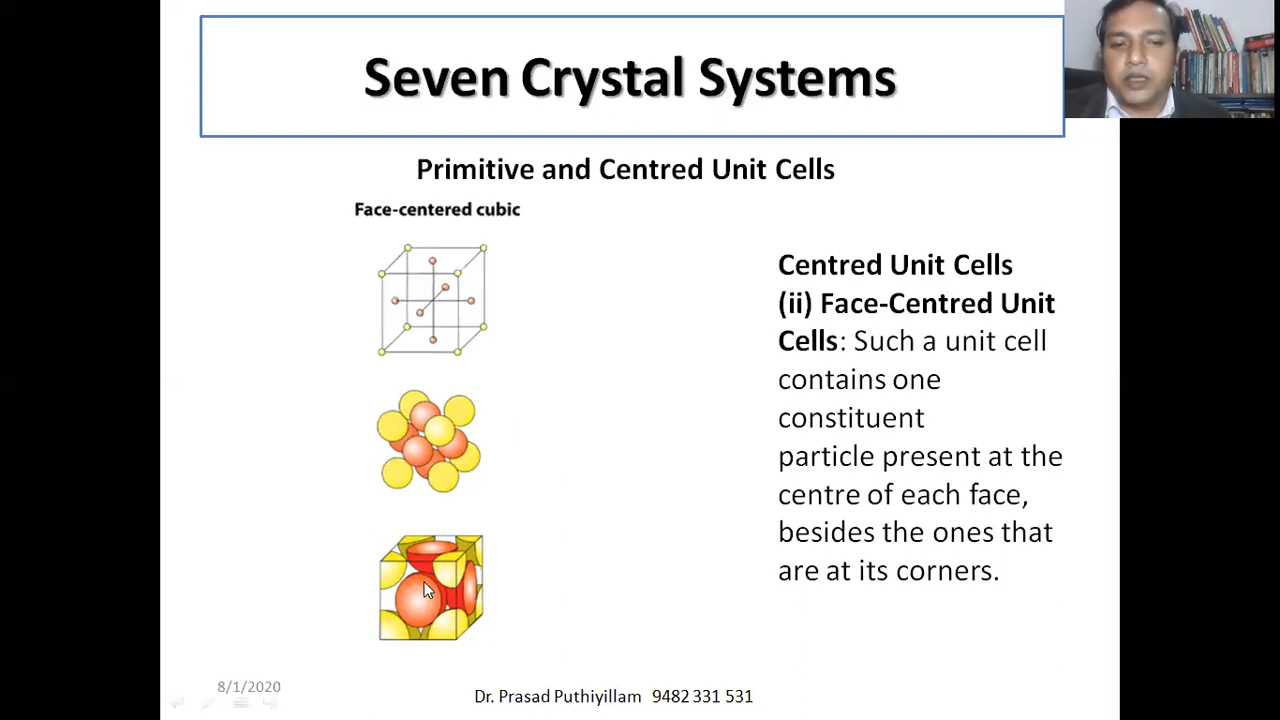 Seven Crystal Systems
Primitive and Centred Unit Cells
Face-centered cubic
Centred Unit Cells
(ii) Face-Centred Unit
Cells: Such a unit cell
contains one
constituent
particle present at the
centre of each face,
besides the ones that
are at its corners.
8/1/2020
Dr. Prasad Puthiyillam 9482 331 531